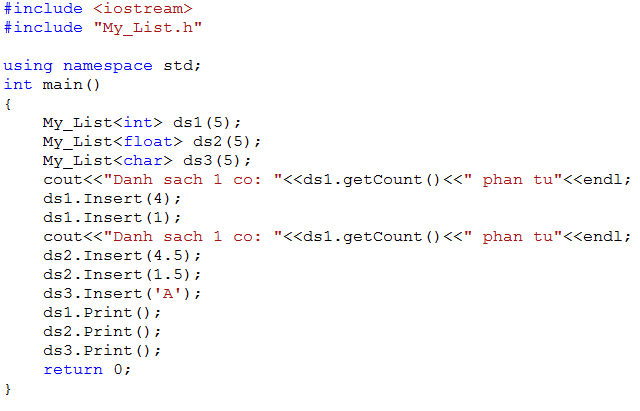 #include <iostream>
#include "My_List.h"
using namespace std;
int main()
{
My_List<int> ds1(5);
My_List<float> ds2(5);
My_List<char> ds3(5);
cout<<"Danh sach 1 co: "<<ds1.getCount()<<" phan tu"<<endl;
ds1.Insert(4);
ds1.Insert(1);
cout<<"Danh sach 1 co: "<<ds1.getCount()<<" phan tu"<<endl;
ds2.Insert(4.5);
ds2.Insert(1.5);
ds3.Insert('A');
ds1.Print();
ds2.Print();
ds3.Print();
return 0;
}